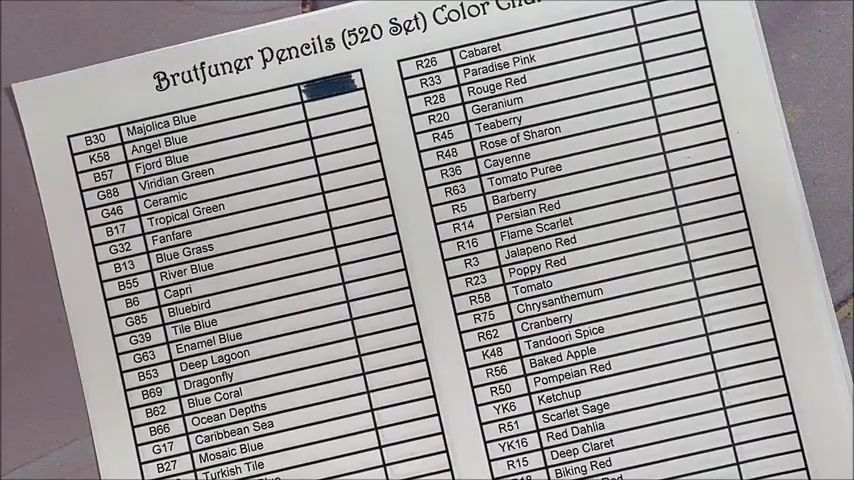 Brutfuner Pencils (520 Set) Color
B30 Majolica Blue
K58 Angel Blue
B57 Fjord Blue
G88 Viridian Green
G46 Ceramic
B17 Tropical Green
G32 Fanfare
B13 Blue Grass
B55 River Blue
B6 Capri
G85 Bluebird
G39 Tile Blue
G63 Enamel Blue
B53 Deep Lagoon
B69 Dragonfly
B62 Blue Coral
B66 Ocean Depths
G17 Caribbean Sea
B27 Mosaic Blue
Turkish Tile
R26 Cabaret
R33 Paradise Pink
R28 Rouge Red
R20 Geranium
R45 Teaberry
R48 Rose of Sharon
R36 Cayenne
R63 Tomato Puree
R5 Barberry
R14 Persian Red
R16 Flame Scarlet
R3 Jalapeno Red
R23 Poppy Red
R58 Tomato
R75 Chrysanthemum
R62 Cranberry
K48 Tandoori Spice
R56 Baked Apple
R50 Pompeian Red
YK6 Ketchup
R51 Scarlet Sage
YK16 Red Dahlia
R15 Deep Claret
Biking Red